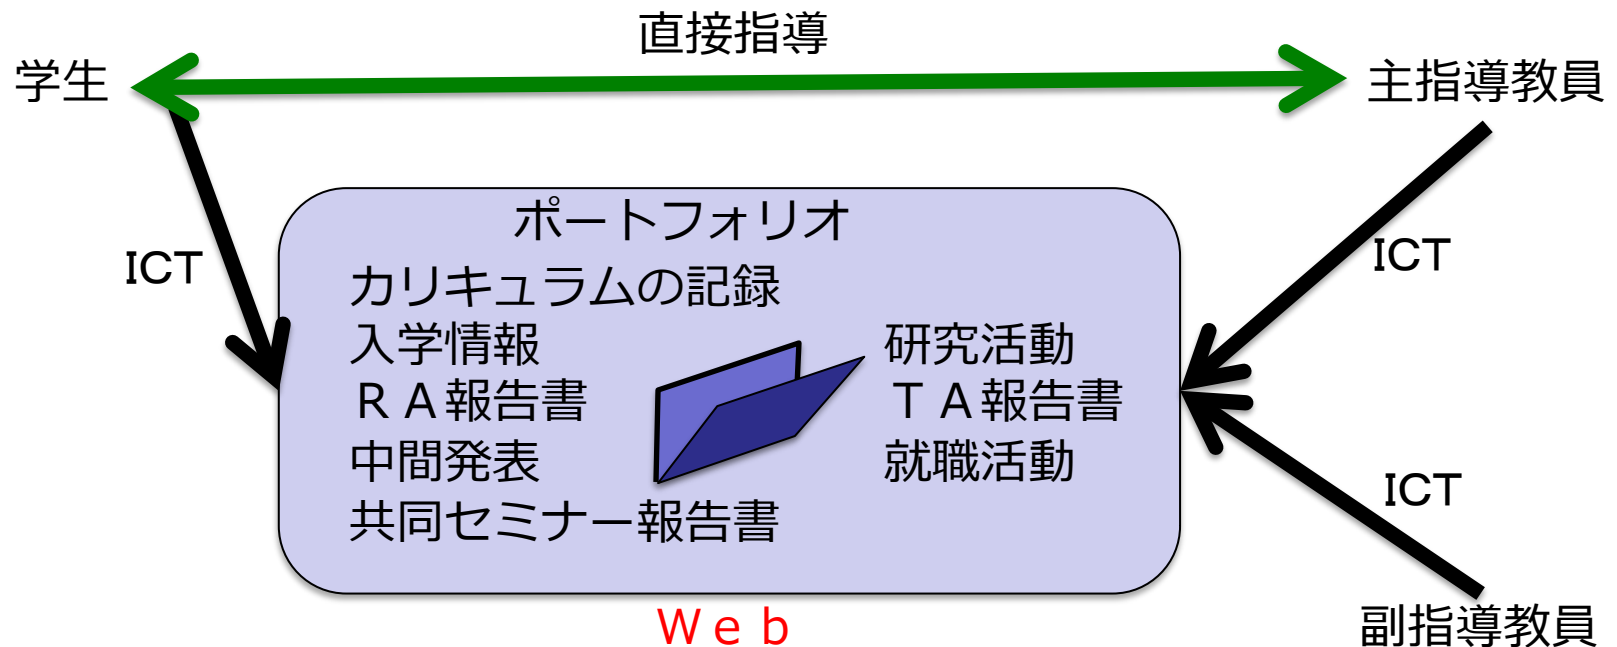 直接指導
学生
主指導教員
ポートフォリオ
ICT
ICT
カリキュラムの記録
入学情報
研究活動
ＲＡ報告書
ＴＡ報告書
中間発表
就職活動
共同セミナー報告書
ICT
Ｗｅｂ
副指導教員